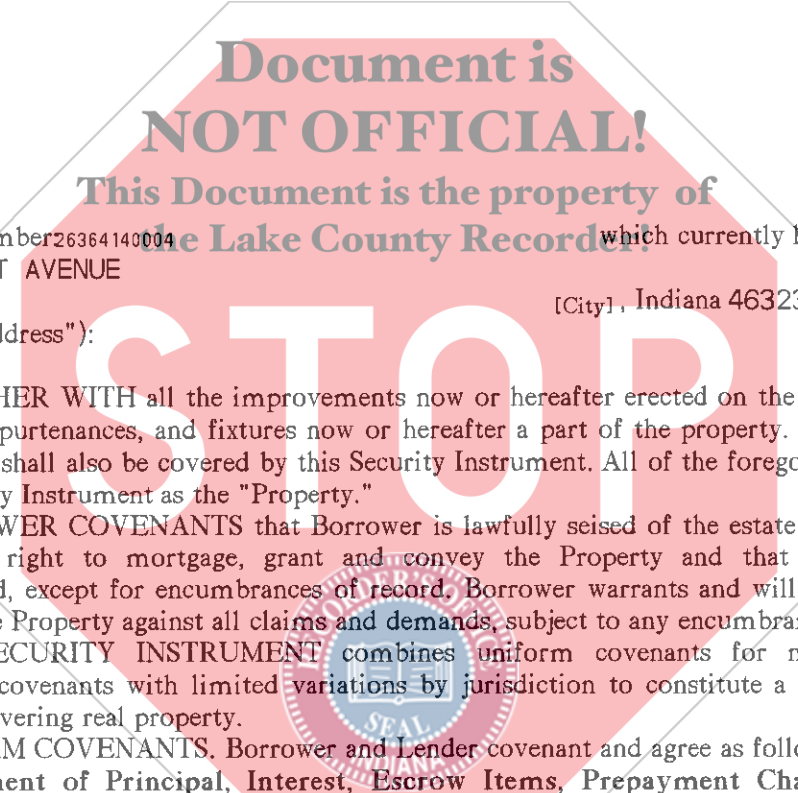 Document is
NOT OFFICIAL!
This Document is the property of
the Lake County Recorder!
mber26364140004 which currently h
T AVENUE
[City], Indiana 46323
ddress"):
STOP
HER WITH all the improvements now or hereafter erected on the
purtenances, and fixtures now or hereafter a part of the property.
shall also be covered by this Security Instrument. All of the forego
y Instrument as the "Property."
WER COVENANTS that Borrower is lawfully seised of the estate
right to mortgage, grant and convey the Property and that
d, except for encumbrances of record. Borrower warrants and will
e Property against all claims and demands, subject to any encumbran
ECURITY INSTRUMENT combines uniform covenants for n
covenants with limited variations by jurisdiction to constitute a
vering real property.
RECORDER'S OFFICE
SEAL
INDIANA
M COVENANTS. Borrower and Lender covenant and agree as follo
ent of Principal, Interest, Escrow Items, Prepayment Cha